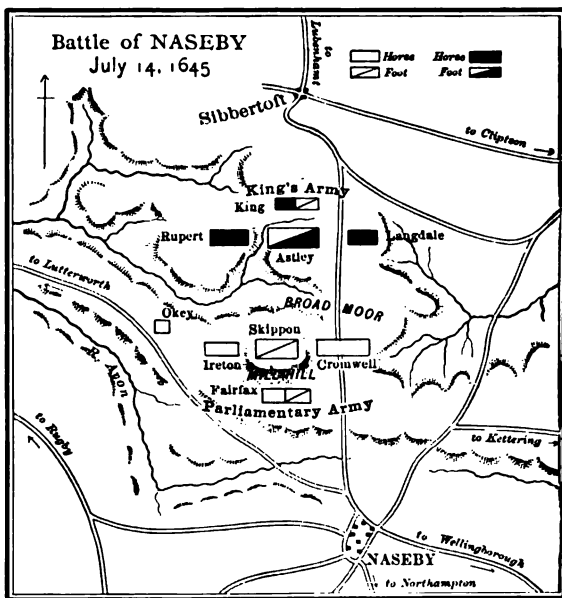 Battle of NASEBY
July 14, 1645
Horse Horse
Foot Foot
to
Lubenham
Sibbertoft
to Clipston
King's Army
King
Rupert
Astley
Langdale
to Lutterworth
Okey
BROAD MOOR
Skippon
Ireton
Cromwell
MILL HILL
Fairfax
Parliamentary Army
R. Avon
to Rugby
to Kettering
to Wellingborough
NASEBY
to Northampton